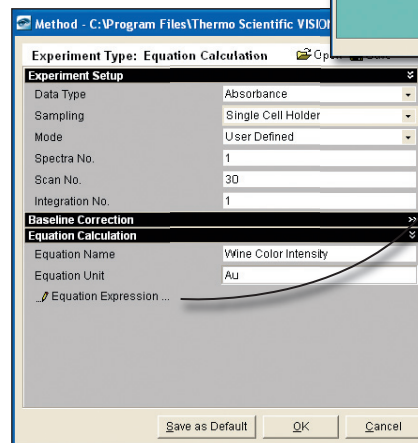 Method - C:\Program Files\Thermo Scientific VISION
Experiment Type: Equation Calculation
Experiment Setup
Data Type Absorbance
Sampling Single Cell Holder
Mode User Defined
Spectra No. 1
Scan No. 30
Integration No. 1
Baseline Correction
Equation Calculation
Equation Name Wine Color Intensity
Equation Unit Au
Equation Expression ...
Save as Default OK Cancel